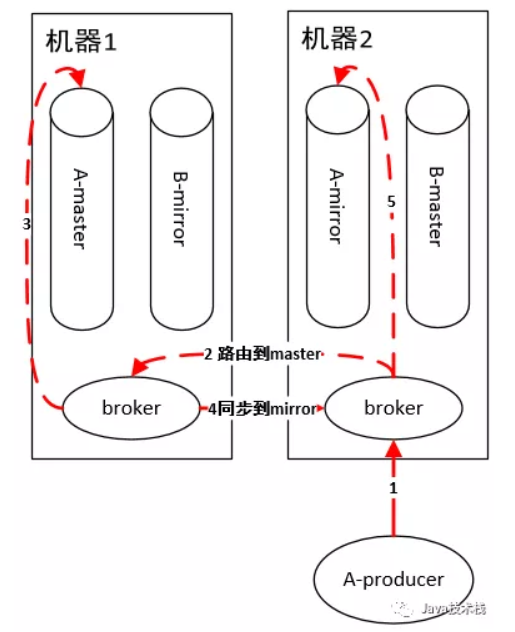 机器1
机器2
A-master
B-mirror
A-mirror
B-master
3
5
2 路由到master
broker
4同步到mirror
broker
1
A-producer
Java技术栈